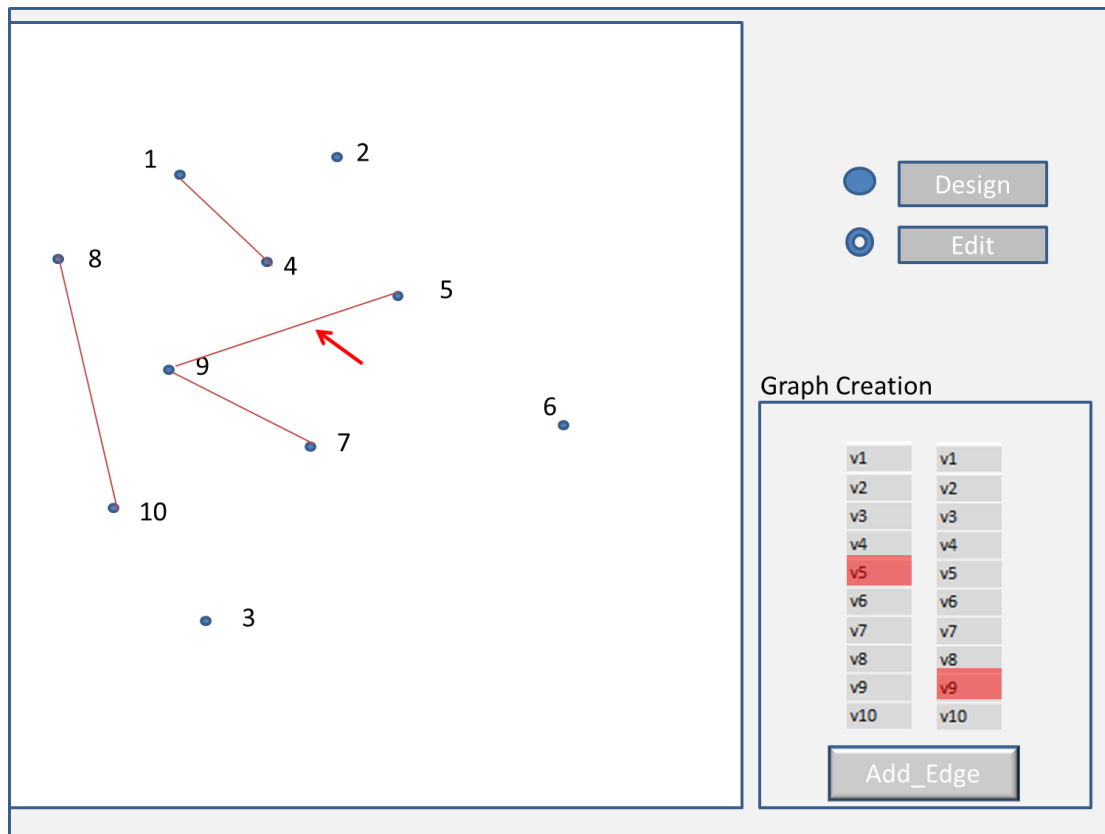 1
2
8
4
5
9
6
7
10
3
Design
Edit
Graph Creation
v1 v1
v2 v2
v3 v3
v4 v4
v5 v5
v6 v6
v7 v7
v8 v8
v9 v9
v10 v10
Add_Edge